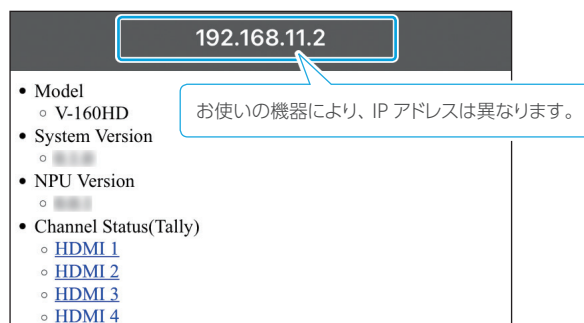 192.168.11.2
お使いの機器により、IP アドレスは異なります。
• Model
◦ V-160HD
• System Version
• NPU Version
• Channel Status(Tally)
◦ HDMI 1
◦ HDMI 2
◦ HDMI 3
◦ HDMI 4